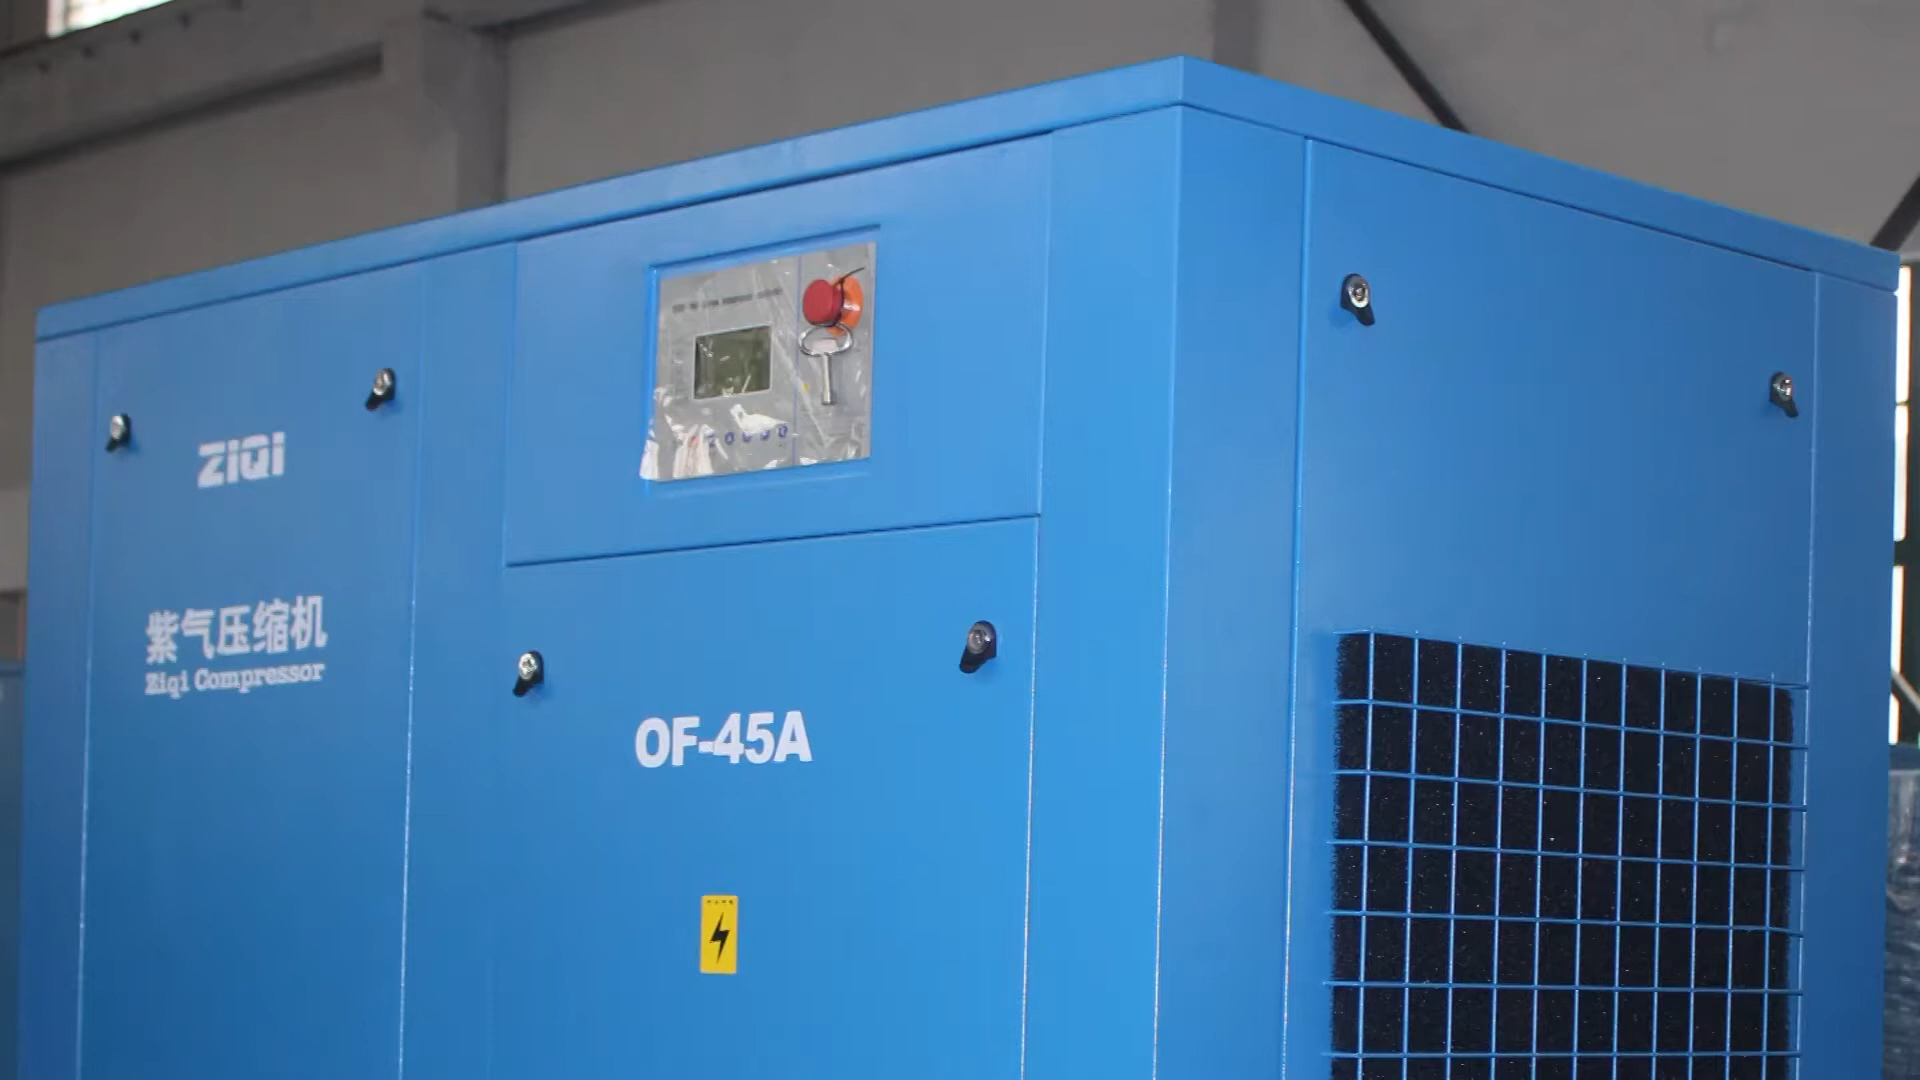 ZiQi
紫气压缩机
Ziqi Compressor
OF-45A